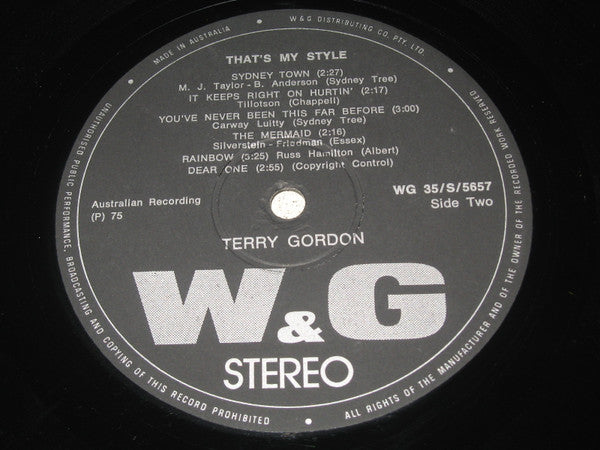 MADE IN AUSTRALIA • W & G DISTRIBUTING CO. PTY. LTD.
THAT'S MY STYLE
SYDNEY TOWN (2:27)
M. J. Taylor - B. Anderson (Sydney Tree)
IT KEEPS RIGHT ON HURTIN' (2:17)
Tillotson (Chappell)
YOU'VE NEVER BEEN THIS FAR BEFORE (3:00)
Carway Luitty (Sydney Tree)
THE MERMAID (2:16)
Silverstein - Friedman (Essex)
RAINBOW (3:25) Russ Hamilton (Albert)
DEAR ONE (2:55) (Copyright Control)
Australian Recording
(P) 75
WG 35/S/5657
Side Two
TERRY GORDON
W&G
STEREO
UNAUTHORISED PUBLIC PERFORMANCE, BROADCASTING AND COPYING OF THIS RECORD PROHIBITED • ALL RIGHTS OF THE MANUFACTURER AND OF THE OWNER OF THE RECORDED WORK RESERVED